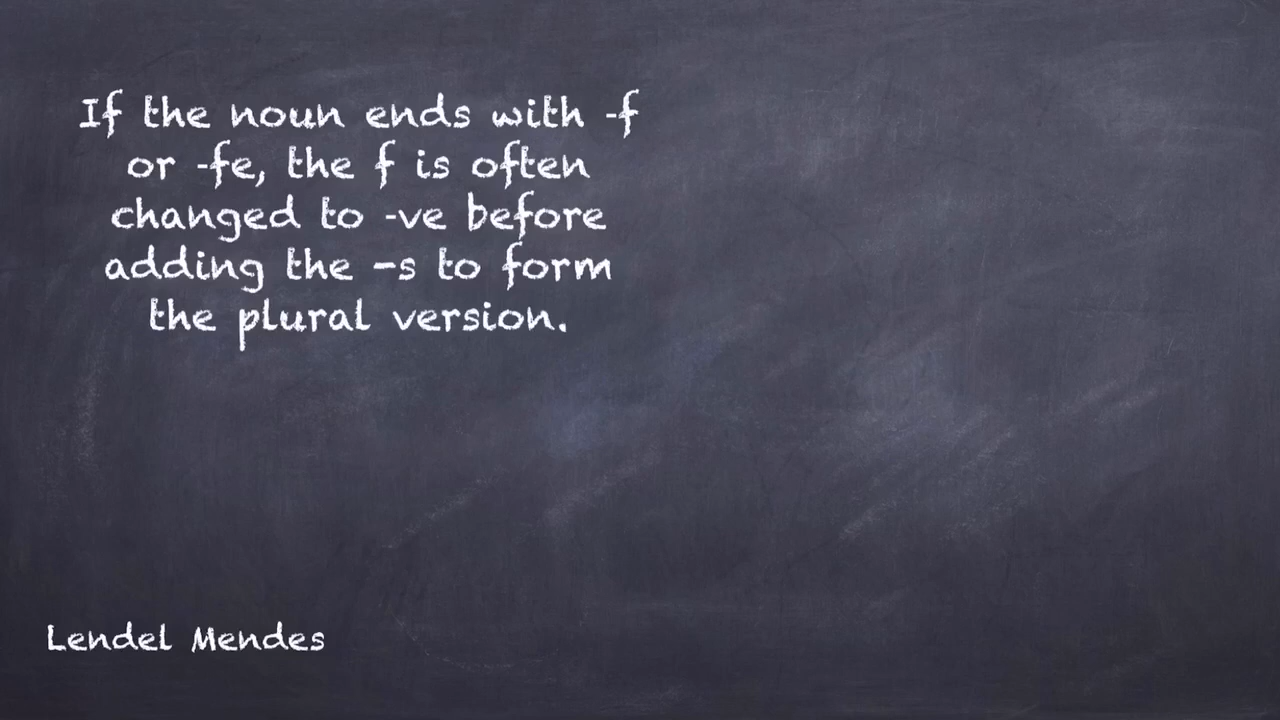 If the noun ends with -f
or -fe, the f is often
changed to -ve before
adding the -s to form
the plural version.
Lendel Mendes